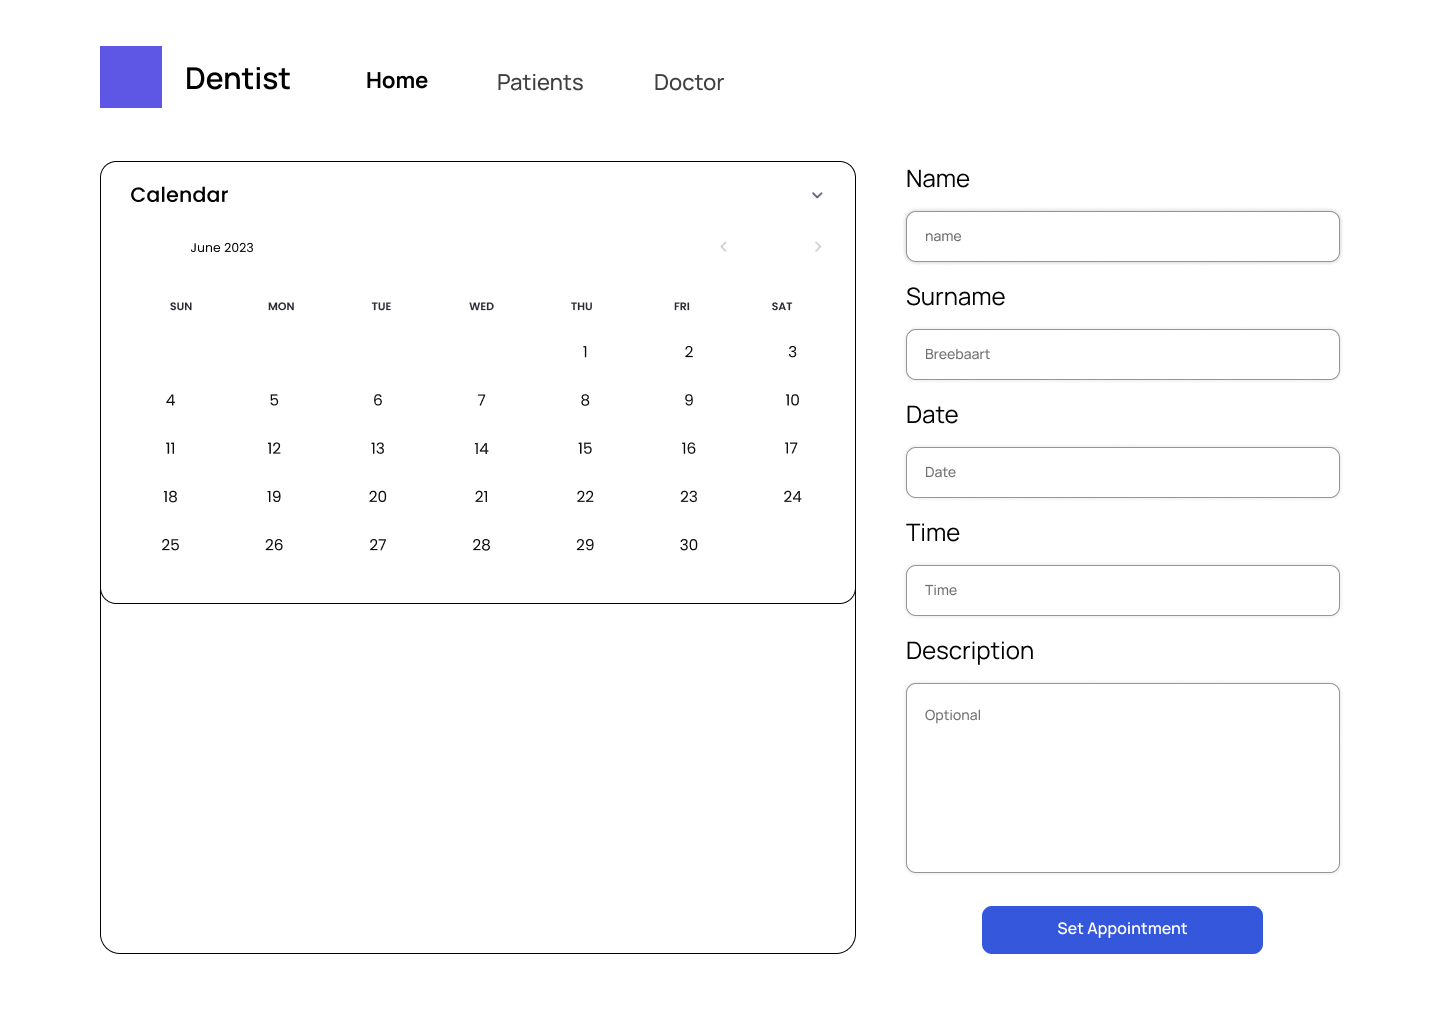 Dentist Home Patients Doctor
Calendar
June 2023
SUN MON TUE WED THU FRI SAT
1 2 3
4 5 6 7 8 9 10
11 12 13 14 15 16 17
18 19 20 21 22 23 24
25 26 27 28 29 30
Name
name
Surname
Breebaart
Date
Date
Time
Time
Description
Optional
Set Appointment